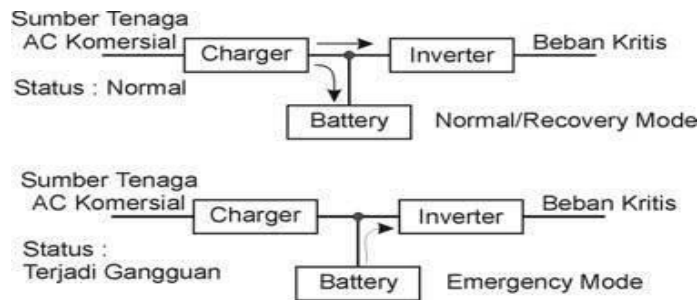 Sumber Tenaga
AC Komersial
Charger
Inverter
Beban Kritis
Status : Normal
Battery
Normal/Recovery Mode
Sumber Tenaga
AC Komersial
Charger
Inverter
Beban Kritis
Status :
Terjadi Gangguan
Battery
Emergency Mode